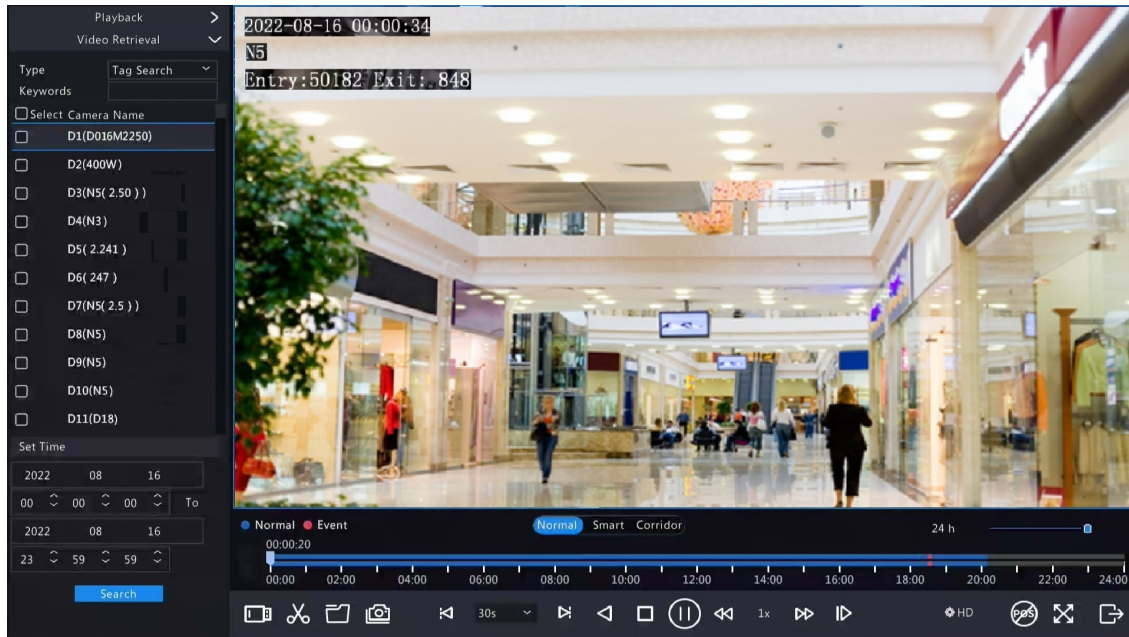 Playback
Video Retrieval
Type Tag Search
Keywords
Select Camera Name
D1(D016M2250)
D2(400W)
D3(N5( 2.50 ))
D4(N3)
D5( 2.241 )
D6( 247 )
D7(N5( 2.5 ))
D8(N5)
D9(N5)
D10(N5)
D11(D18)
Set Time
2022 08 16
00 00 00 To
2022 08 16
23 59 59
Search
2022-08-16 00:00:34
N5
Entry:50182 Exit: 848
Normal Event Normal Smart Corridor 24 h
00:00:20
00:00 02:00 04:00 06:00 08:00 10:00 12:00 14:00 16:00 18:00 20:00 22:00 24:00
30s 1x HD POS